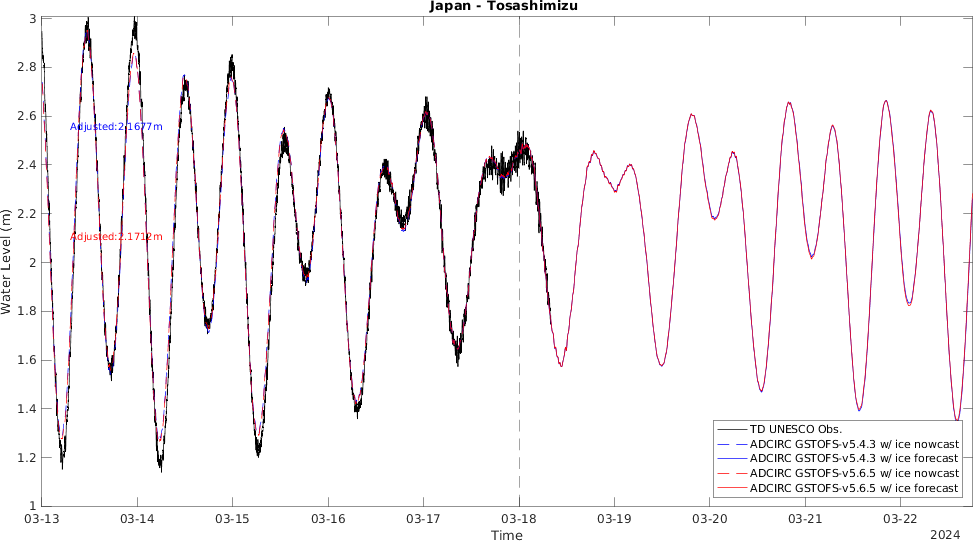 Japan - Tosashimizu
3
2.8
2.6
2.4
2.2
2
1.8
1.6
1.4
1.2
1
Water Level (m)
Adjusted:2.1677m
Adjusted:2.1712m
TD UNESCO Obs.
ADCIRC GSTOFS-v5.4.3 w/ ice nowcast
ADCIRC GSTOFS-v5.4.3 w/ ice forecast
ADCIRC GSTOFS-v5.6.5 w/ ice nowcast
ADCIRC GSTOFS-v5.6.5 w/ ice forecast
03-13 03-14 03-15 03-16 03-17 03-18 03-19 03-20 03-21 03-22
Time
2024